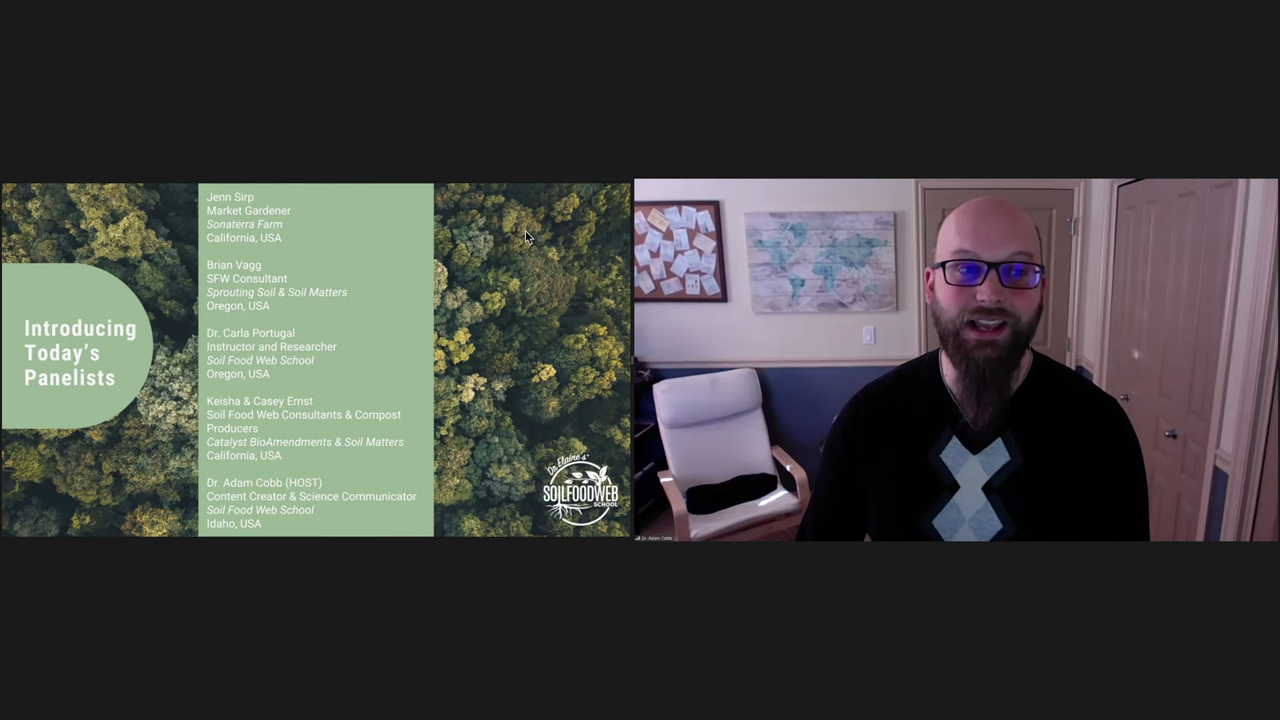 Introducing
Today's
Panelists
Jenn Sirp
Market Gardener
Sonaterra Farm
California, USA
Brian Vagg
SFW Consultant
Sprouting Soil & Soil Matters
Oregon, USA
Dr. Carla Portugal
Instructor and Researcher
Soil Food Web School
Oregon, USA
Keisha & Casey Ernst
Soil Food Web Consultants & Compost
Producers
Catalyst BioAmendments & Soil Matters
California, USA
Dr. Adam Cobb (HOST)
Content Creator & Science Communicator
Soil Food Web School
Idaho, USA
Dr. Elaine's
SOILFOODWEB
SCHOOL
Dr. Adam Cobb